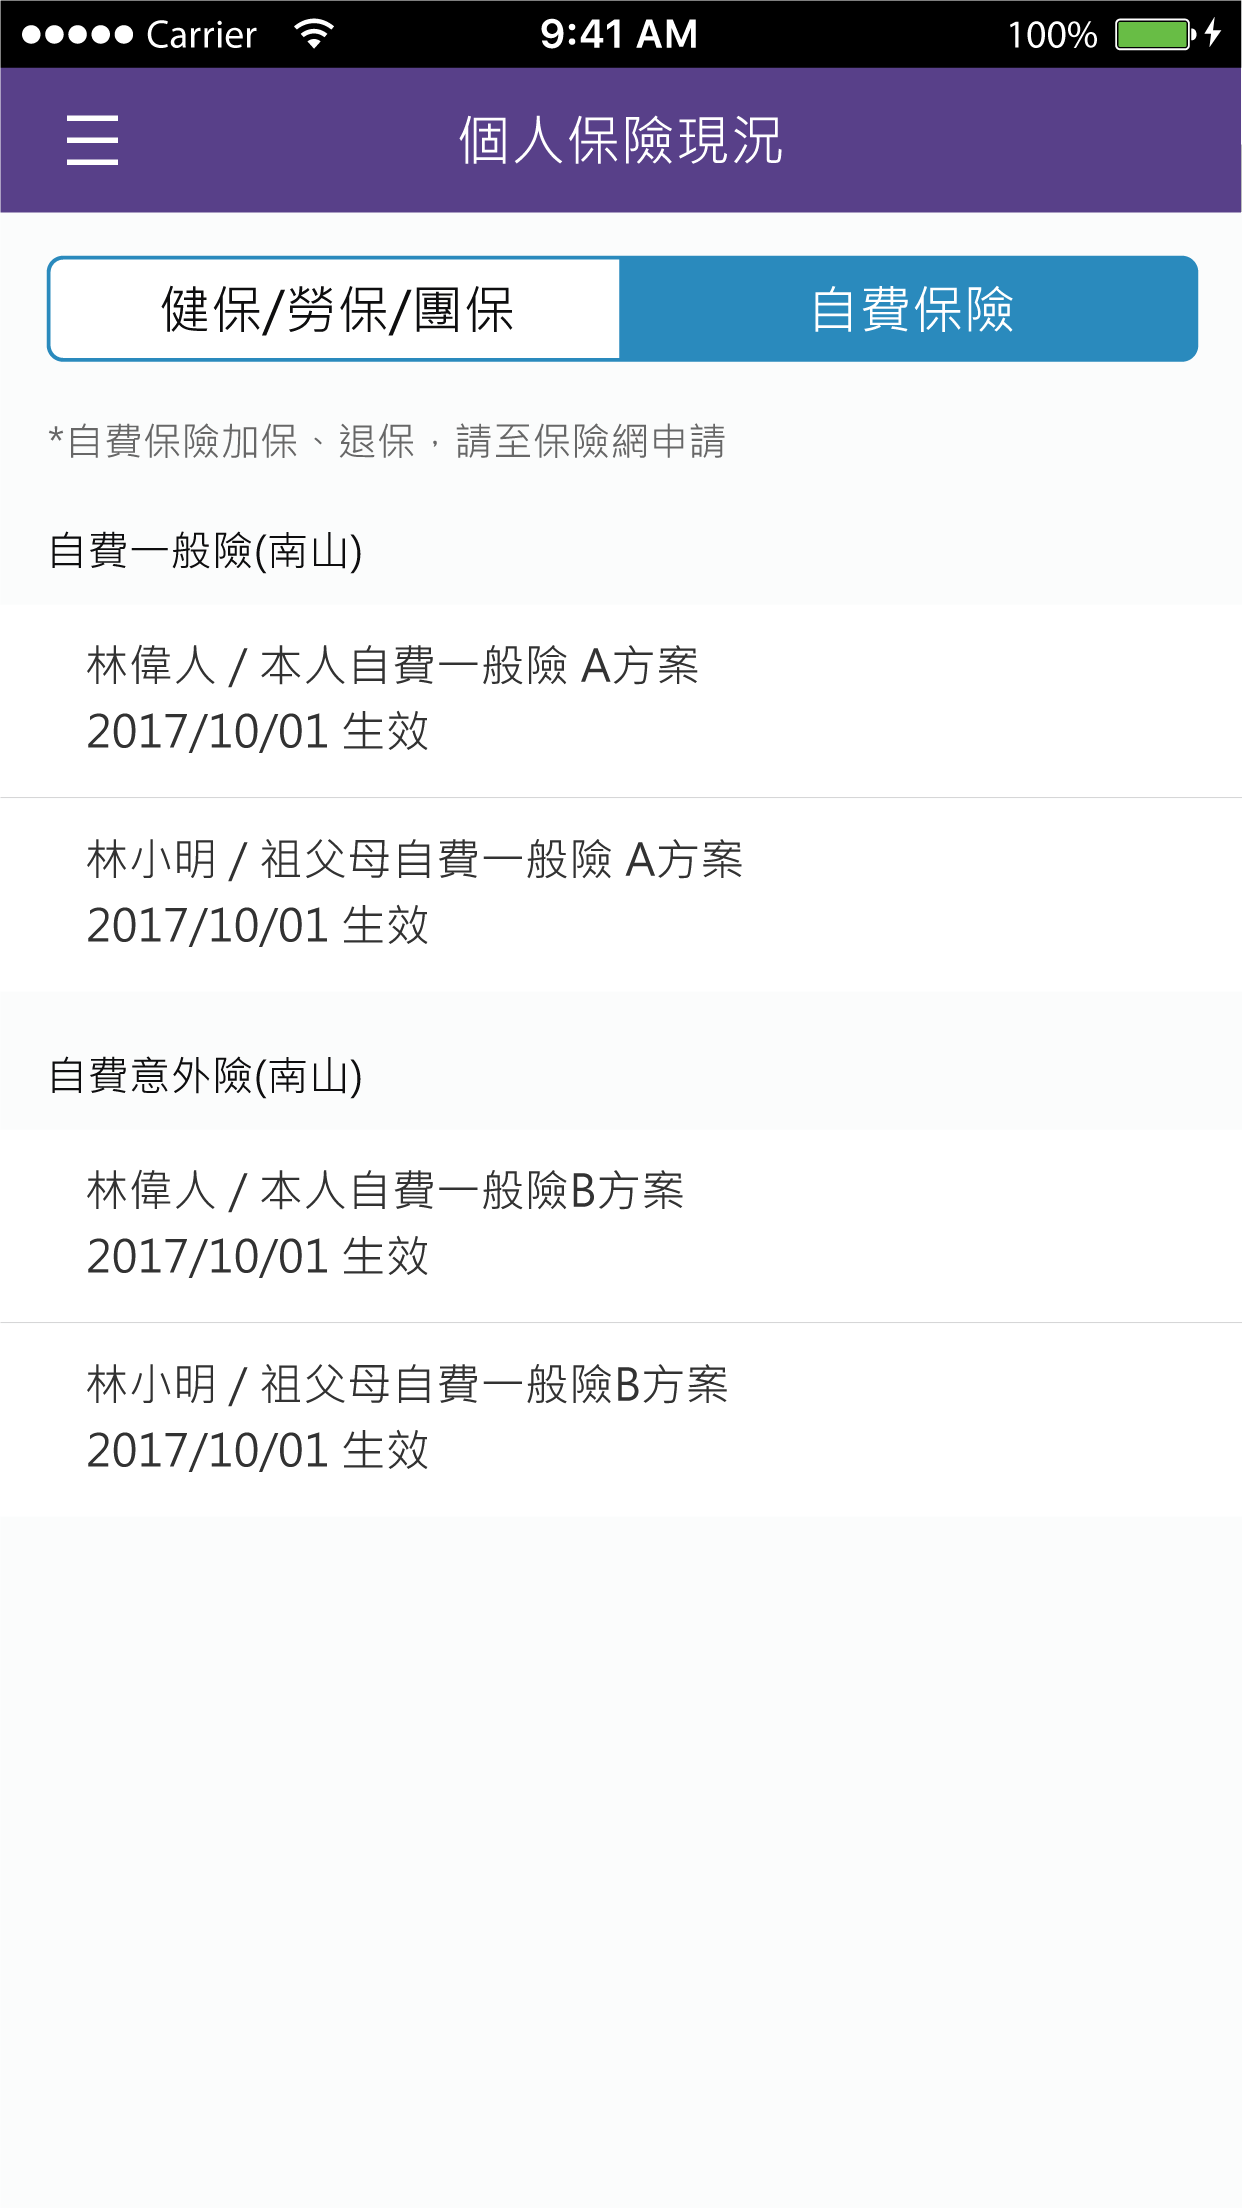 Carrier 9:41 AM 100%
個人保險現況
健保/勞保/團保 自費保險
*自費保險加保、退保，請至保險網申請
自費一般險(南山)
林偉人 / 本人自費一般險 A方案
2017/10/01 生效
林小明 / 祖父母自費一般險 A方案
2017/10/01 生效
自費意外險(南山)
林偉人 / 本人自費一般險B方案
2017/10/01 生效
林小明 / 祖父母自費一般險B方案
2017/10/01 生效